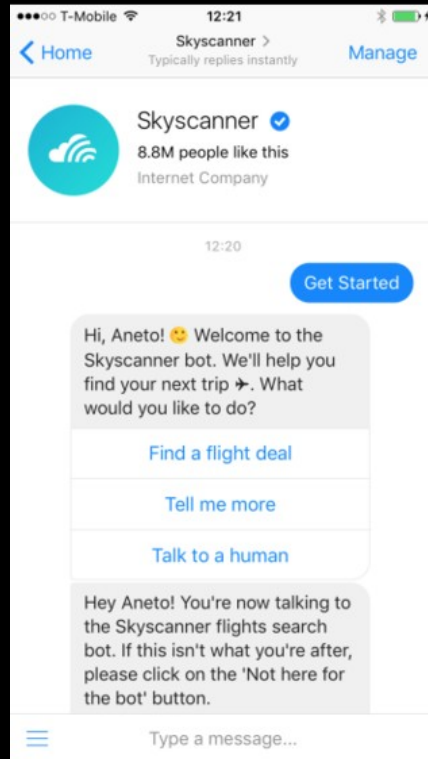 T-Mobile 12:21
Home Skyscanner > Manage
Typically replies instantly
Skyscanner
8.8M people like this
Internet Company
12:20
Get Started
Hi, Aneto! 🙂 Welcome to the
Skyscanner bot. We'll help you
find your next trip ✈. What
would you like to do?
Find a flight deal
Tell me more
Talk to a human
Hey Aneto! You're now talking to
the Skyscanner flights search
bot. If this isn't what you're after,
please click on the 'Not here for
the bot' button.
Type a message...